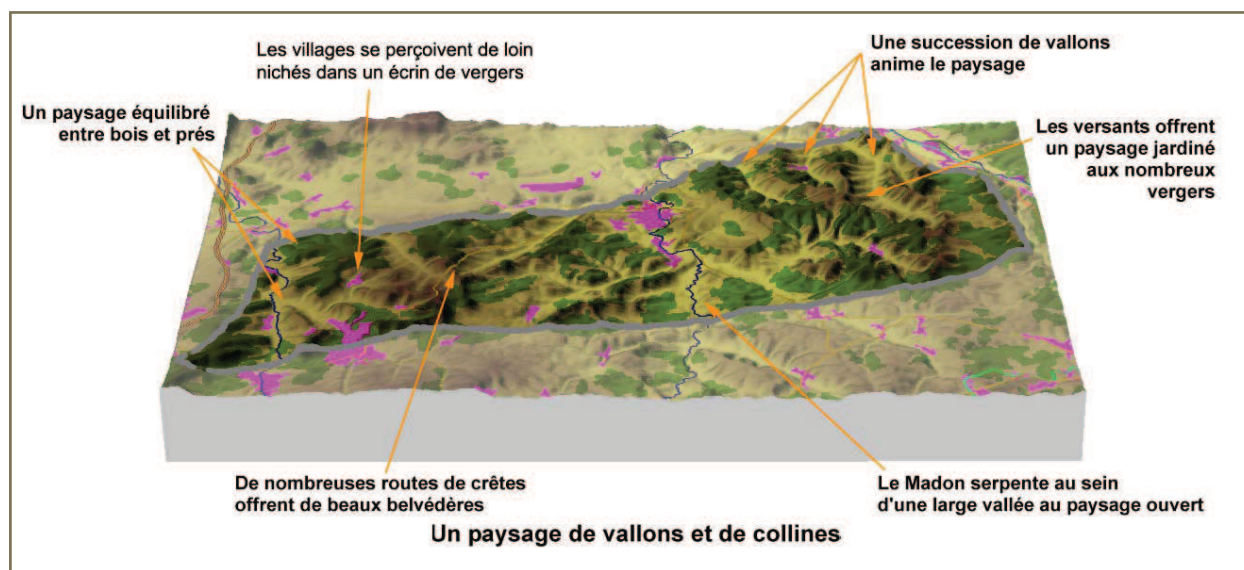 Les villages se perçoivent de loin
nichés dans un écrin de vergers
Une succession de vallons
anime le paysage
Un paysage équilibré
entre bois et prés
Les versants offrent
un paysage jardiné
aux nombreux
vergers
De nombreuses routes de crêtes
offrent de beaux belvédères
Le Madon serpente au sein
d'une large vallée au paysage ouvert
Un paysage de vallons et de collines